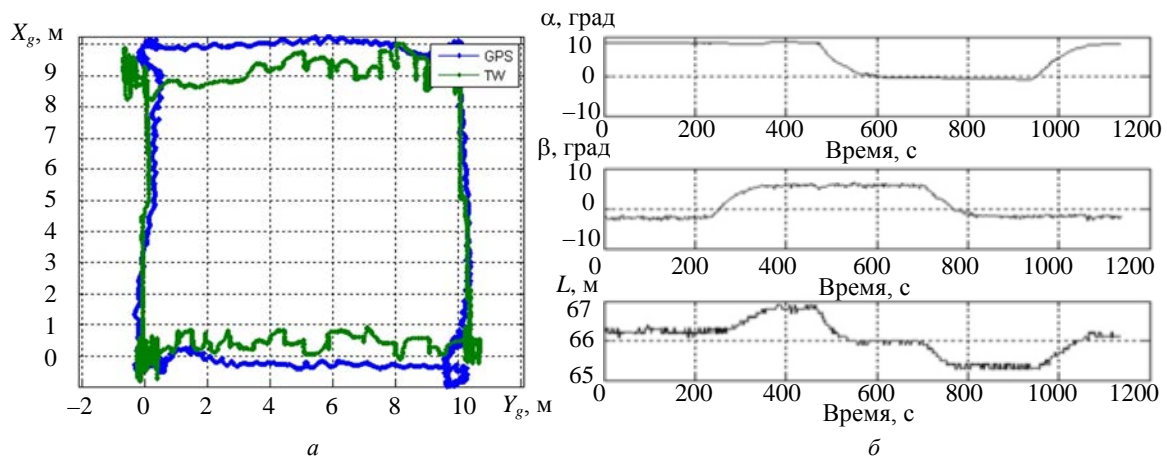 X_g, м
9
8
7
6
5
4
3
2
1
0
−2 0 2 4 6 8 10 Y_g, м
GPS
TW
а
α, град
10
0
−10
0 200 400 600 800 1000 1200
Время, с
β, град
10
0
−10
0 200 400 600 800 1000 1200
Время, с
L, м
67
66
65
0 200 400 600 800 1000 1200
Время, с
б